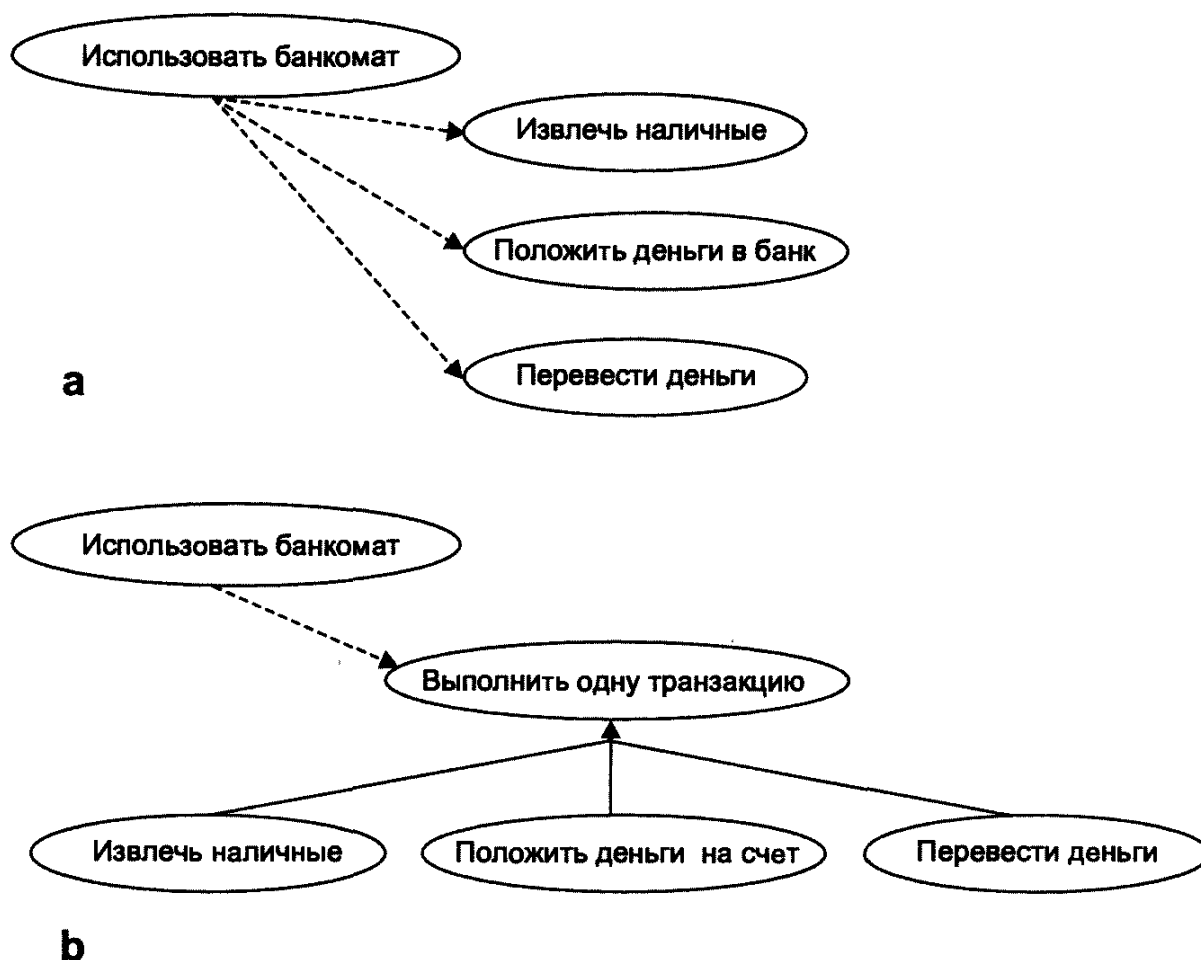 Использовать банкомат
Извлечь наличные
Положить деньги в банк
Перевести деньги
a
Использовать банкомат
Выполнить одну транзакцию
Извлечь наличные
Положить деньги на счет
Перевести деньги
b